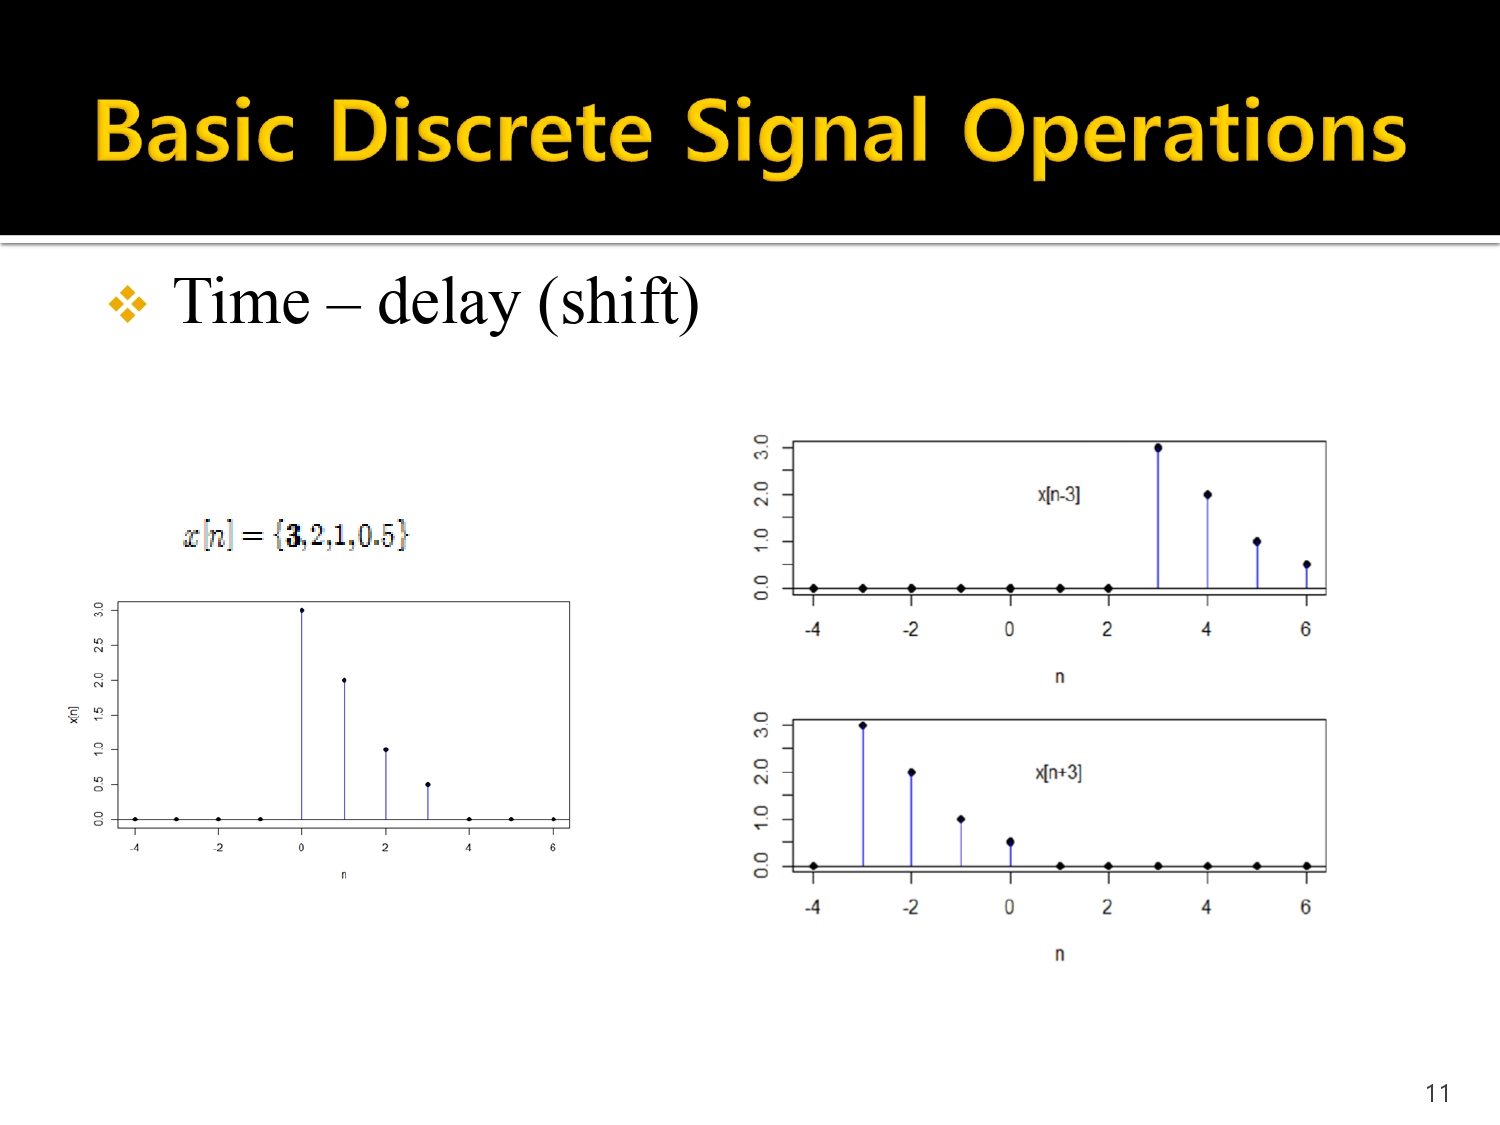 Basic Discrete Signal Operations
Time – delay (shift)
x[n] = {3,2,1,0.5}
x[n]
0.0 0.5 1.0 1.5 2.0 2.5 3.0
-4 -2 0 2 4 6
n
x[n-3]
0.0 1.0 2.0 3.0
-4 -2 0 2 4 6
n
x[n+3]
0.0 1.0 2.0 3.0
-4 -2 0 2 4 6
n
11